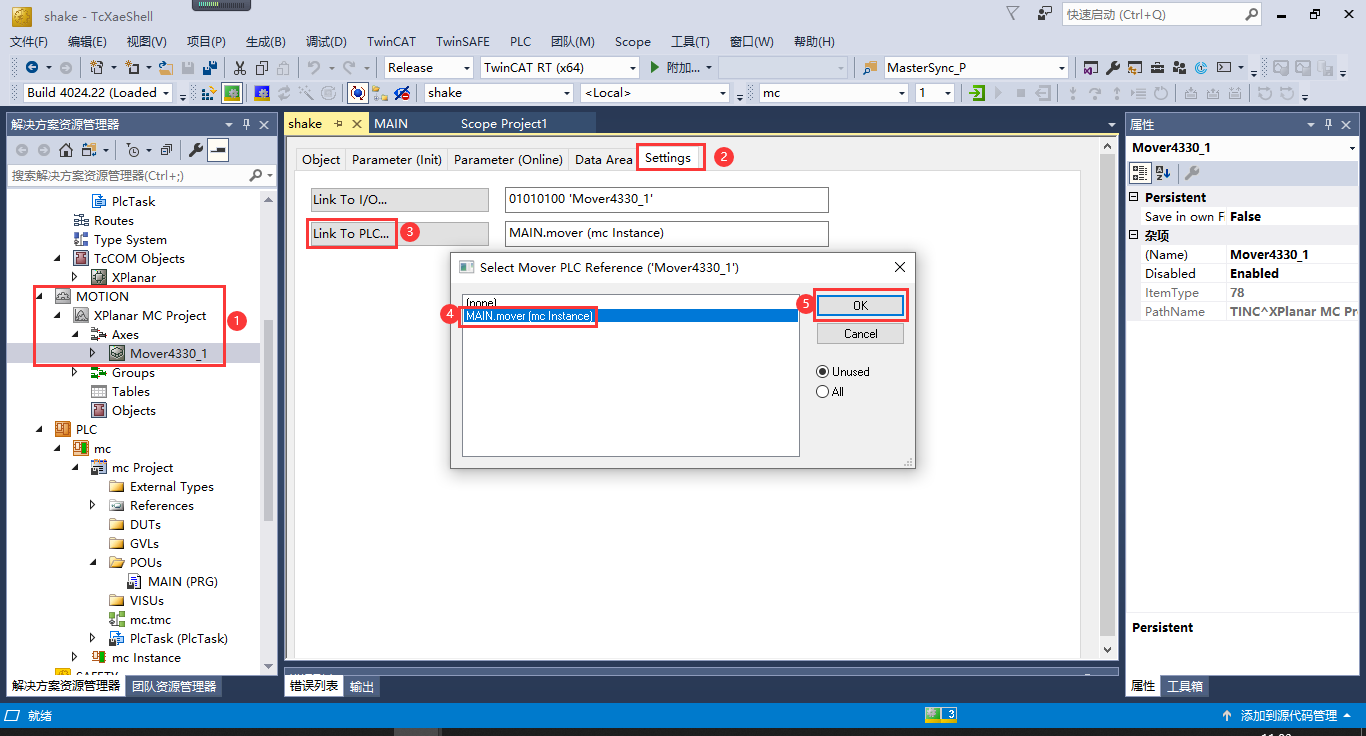 shake - TcXaeShell
快速启动 (Ctrl+Q)
文件(F) 编辑(E) 视图(V) 项目(P) 生成(B) 调试(D) TwinCAT TwinSAFE PLC 团队(M) Scope 工具(T) 窗口(W) 帮助(H)
Release TwinCAT RT (x64) 附加... MasterSync_P
Build 4024.22 (Loaded shake <Local> mc 1
解决方案资源管理器
搜索解决方案资源管理器(Ctrl+;)
PlcTask
Routes
Type System
TcCOM Objects
XPlanar
MOTION
XPlanar MC Project
1
Axes
Mover4330_1
Groups
Tables
Objects
PLC
mc
mc Project
External Types
References
DUTs
GVLs
POUs
MAIN (PRG)
VISUs
mc.tmc
PlcTask (PlcTask)
mc Instance
SAFETY
解决方案资源管理器 团队资源管理器
shake MAIN Scope Project1
Object Parameter (Init) Parameter (Online) Data Area Settings 2
Link To I/O... 01010100 'Mover4330_1'
Link To PLC... 3 MAIN.mover (mc Instance)
Select Mover PLC Reference ('Mover4330_1')
(none)
4 MAIN.mover (mc Instance)
5 OK
Cancel
Unused
All
错误列表 输出
属性
Mover4330_1
Persistent
Save in own F False
杂项
(Name) Mover4330_1
Disabled Enabled
ItemType 78
PathName TINC^XPlanar MC Pr
Persistent
属性 工具箱
就绪
3
添加到源代码管理